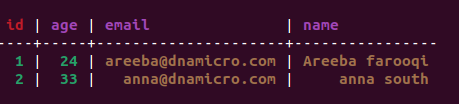 id | age | email | name
----+-----+---------------------+----------------
1 | 24 | areeba@dnamicro.com | Areeba farooqi
2 | 33 | anna@dnamicro.com | anna south